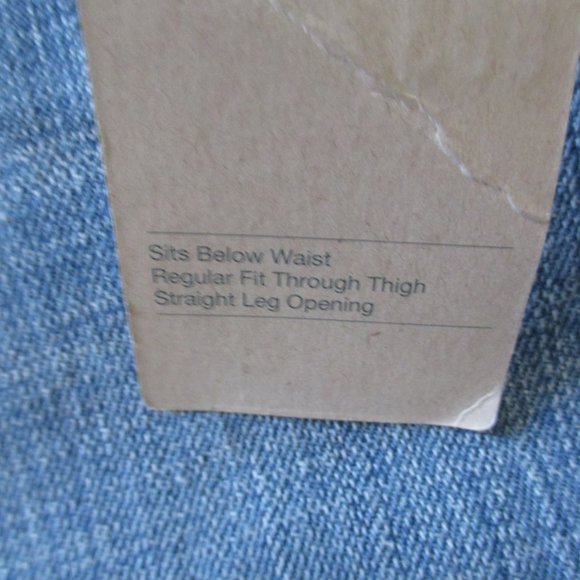 Sits Below Waist
Regular Fit Through Thigh
Straight Leg Opening